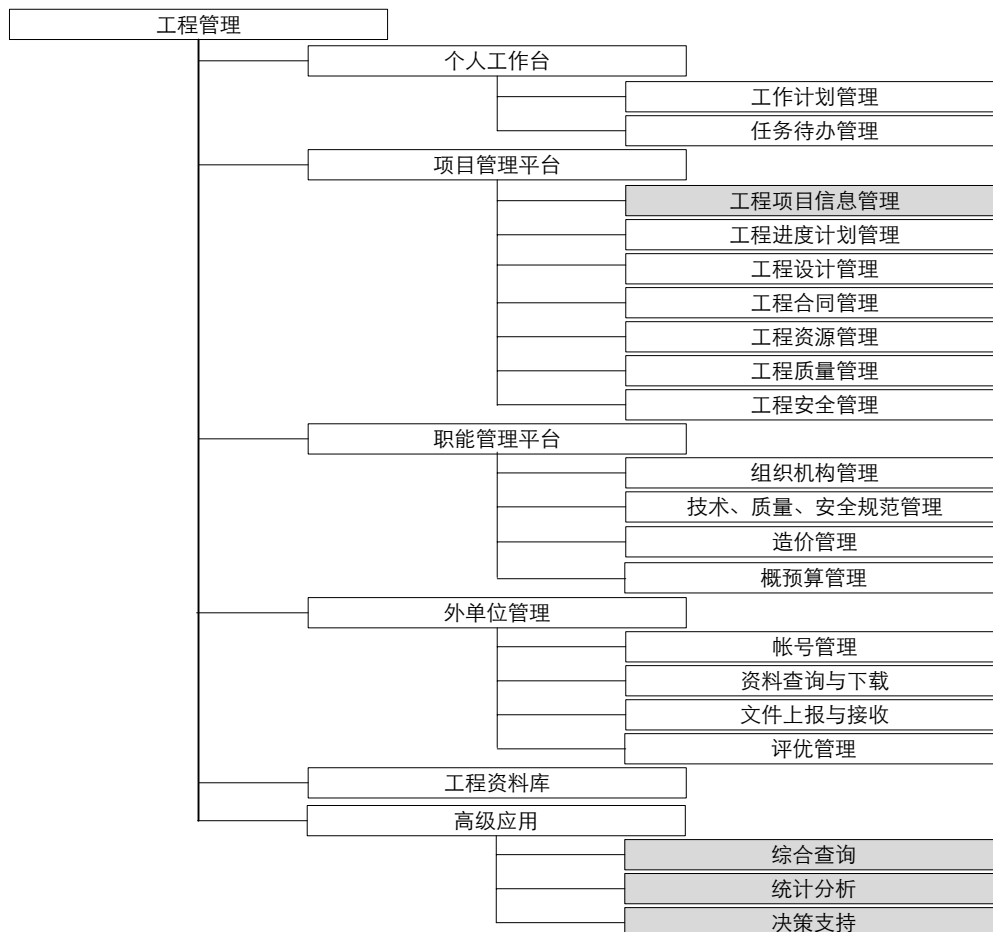 工程管理
个人工作台
工作计划管理
任务待办管理
项目管理平台
工程项目信息管理
工程进度计划管理
工程设计管理
工程合同管理
工程资源管理
工程质量管理
工程安全管理
职能管理平台
组织机构管理
技术、质量、安全规范管理
造价管理
概预算管理
外单位管理
帐号管理
资料查询与下载
文件上报与接收
评优管理
工程资料库
高级应用
综合查询
统计分析
决策支持